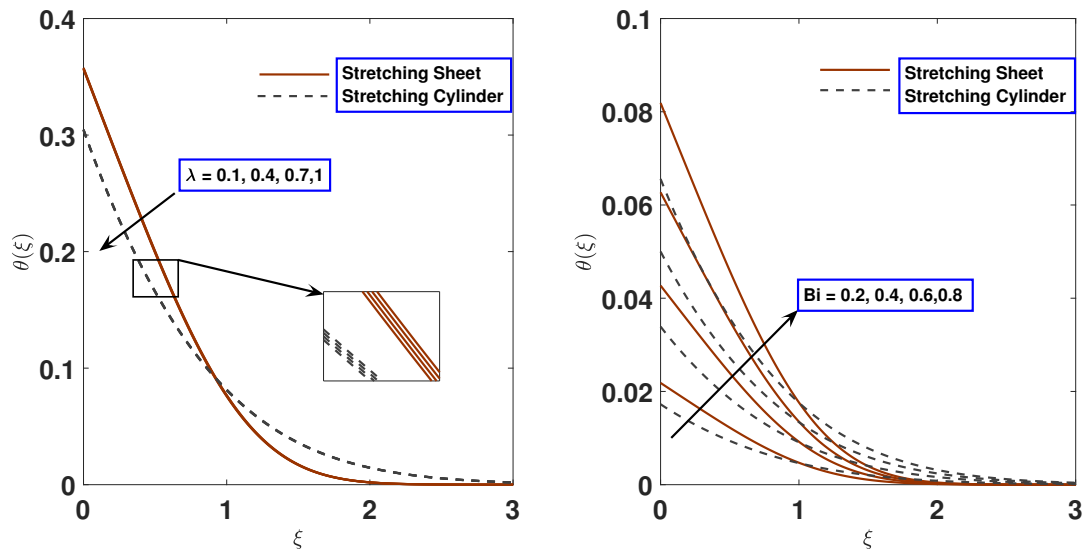 0.4
0.3
0.2
0.1
0
0
1
2
3
θ(ξ)
ξ
Stretching Sheet
Stretching Cylinder
λ = 0.1, 0.4, 0.7,1
0.1
0.08
0.06
0.04
0.02
0
0
1
2
3
θ(ξ)
ξ
Stretching Sheet
Stretching Cylinder
Bi = 0.2, 0.4, 0.6,0.8